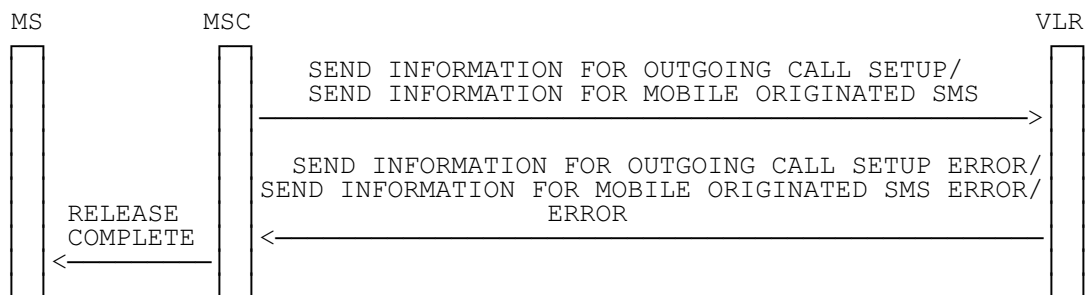 MS MSC VLR
SEND INFORMATION FOR OUTGOING CALL SETUP/
SEND INFORMATION FOR MOBILE ORIGINATED SMS
SEND INFORMATION FOR OUTGOING CALL SETUP ERROR/
SEND INFORMATION FOR MOBILE ORIGINATED SMS ERROR/
ERROR
RELEASE
COMPLETE